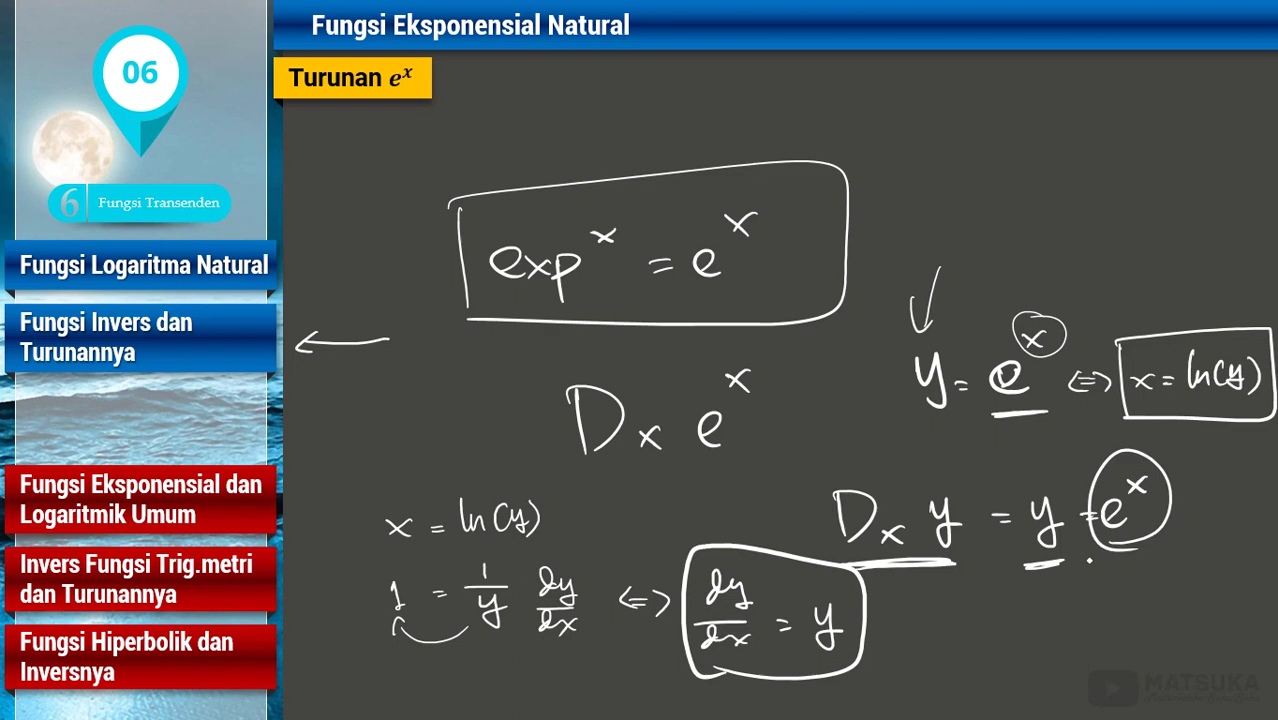 06
6 Fungsi Transenden
Fungsi Logaritma Natural
Fungsi Invers dan
Turunannya
Fungsi Eksponensial dan
Logaritmik Umum
Invers Fungsi Trig.metri
dan Turunannya
Fungsi Hiperbolik dan
Inversnya
Fungsi Eksponensial Natural
Turunan eˣ
expˣ = eˣ
y = eˣ <=> x = ln(y)
Dₓ eˣ
Dₓ y = y = eˣ
x = ln(y)
1 = 1/y dy/dx <=> dy/dx = y
MATSUKA